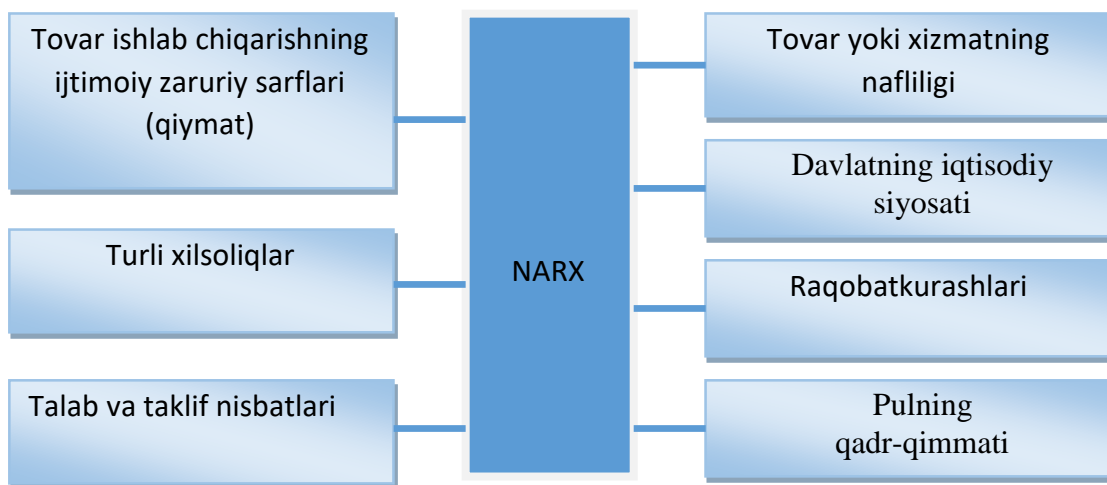 Tovar ishlab chiqarishning
ijtimoiy zaruriy sarflari
(qiymat)
Turli xilsoliqlar
Talab va taklif nisbatlari
NARX
Tovar yoki xizmatning
nafliligi
Davlatning iqtisodiy
siyosati
Raqobatkurashlari
Pulning
qadr-qimmati